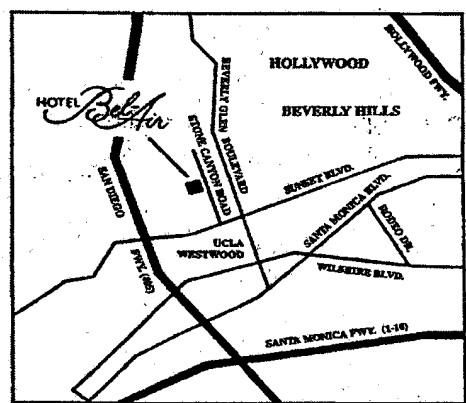 HOLLYWOOD FWY.
HOLLYWOOD
BEVERLY HILLS
HOTEL Bel-Air
BEVERLY GLEN BOULEVARD
STONE CANYON ROAD
SAN DIEGO FWY. (405)
SUNSET BLVD.
SANTA MONICA BLVD.
RODEO DR.
UCLA
WESTWOOD
WILSHIRE BLVD.
SANTA MONICA FWY. (I-10)